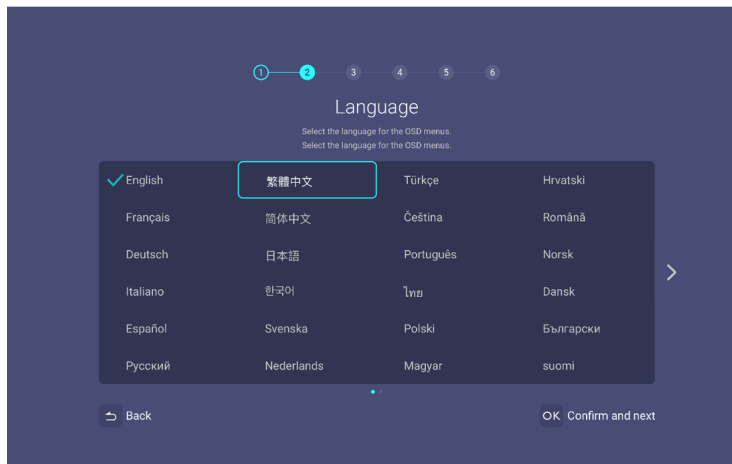 1 2 3 4 5 6
Language
Select the language for the OSD menus.
Select the language for the OSD menus.
English 繁體中文 Türkçe Hrvatski
Français 简体中文 Čeština Română
Deutsch 日本語 Português Norsk
Italiano 한국어 ไทย Dansk
Español Svenska Polski Български
Русский Nederlands Magyar suomi
Back OK Confirm and next